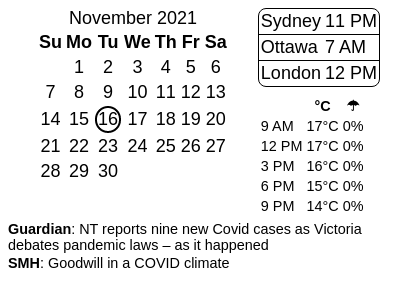 November 2021
Su Mo Tu We Th Fr Sa
1 2 3 4 5 6
7 8 9 10 11 12 13
14 15 16 17 18 19 20
21 22 23 24 25 26 27
28 29 30
Sydney 11 PM
Ottawa 7 AM
London 12 PM
°C ☂
9 AM 17°C 0%
12 PM 17°C 0%
3 PM 16°C 0%
6 PM 15°C 0%
9 PM 14°C 0%
Guardian: NT reports nine new Covid cases as Victoria
debates pandemic laws – as it happened
SMH: Goodwill in a COVID climate